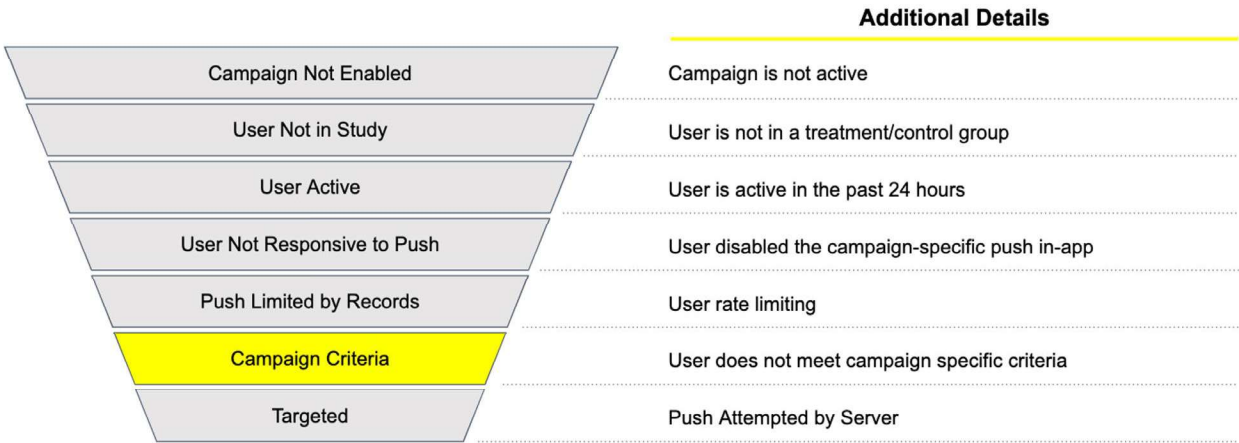 Additional Details
Campaign Not Enabled
Campaign is not active
User Not in Study
User is not in a treatment/control group
User Active
User is active in the past 24 hours
User Not Responsive to Push
User disabled the campaign-specific push in-app
Push Limited by Records
User rate limiting
Campaign Criteria
User does not meet campaign specific criteria
Targeted
Push Attempted by Server